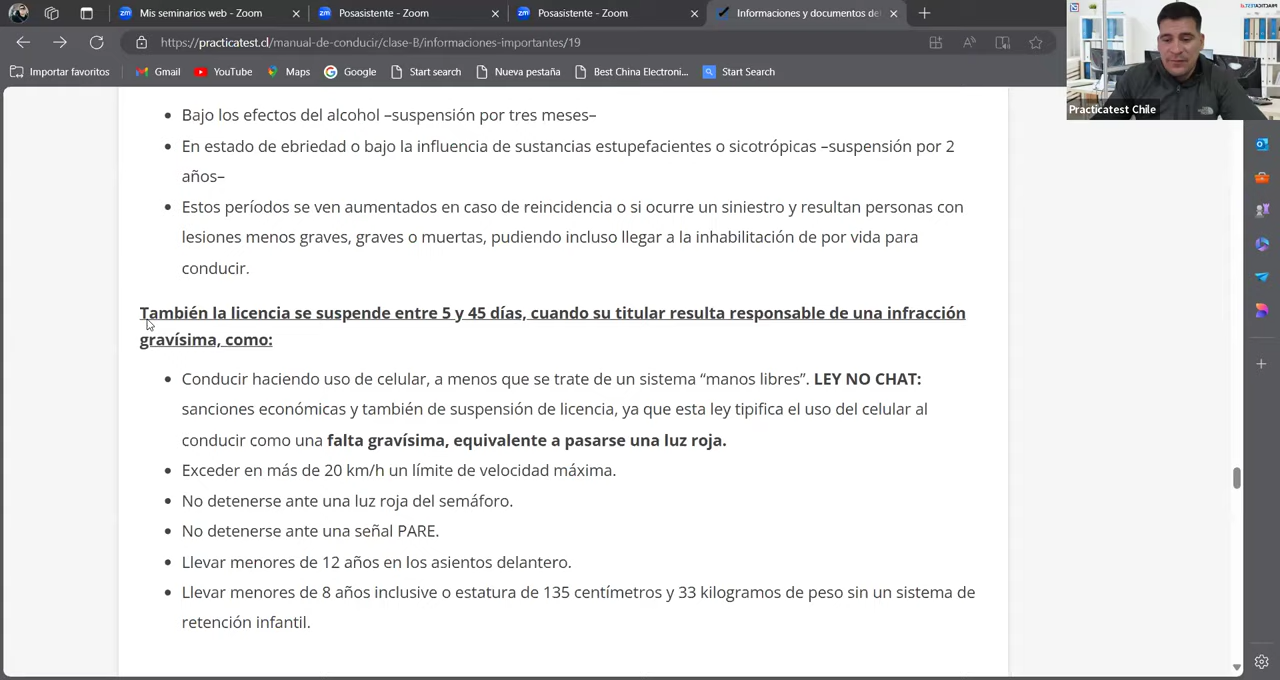 Mis seminarios web - Zoom
Posasistente - Zoom
Posasistente - Zoom
Informaciones y documentos de
https://practicatest.cl/manual-de-conducir/clase-B/informaciones-importantes/19
Importar favoritos
Gmail
YouTube
Maps
Google
Start search
Nueva pestaña
Best China Electroni...
Start Search
Practicatest Chile
Bajo los efectos del alcohol –suspensión por tres meses–
En estado de ebriedad o bajo la influencia de sustancias estupefacientes o sicotrópicas –suspensión por 2
años–
Estos períodos se ven aumentados en caso de reincidencia o si ocurre un siniestro y resultan personas con
lesiones menos graves, graves o muertas, pudiendo incluso llegar a la inhabilitación de por vida para
conducir.
También la licencia se suspende entre 5 y 45 días, cuando su titular resulta responsable de una infracción
gravísima, como:
Conducir haciendo uso de celular, a menos que se trate de un sistema “manos libres”. LEY NO CHAT:
sanciones económicas y también de suspensión de licencia, ya que esta ley tipifica el uso del celular al
conducir como una falta gravísima, equivalente a pasarse una luz roja.
Exceder en más de 20 km/h un límite de velocidad máxima.
No detenerse ante una luz roja del semáforo.
No detenerse ante una señal PARE.
Llevar menores de 12 años en los asientos delantero.
Llevar menores de 8 años inclusive o estatura de 135 centímetros y 33 kilogramos de peso sin un sistema de
retención infantil.